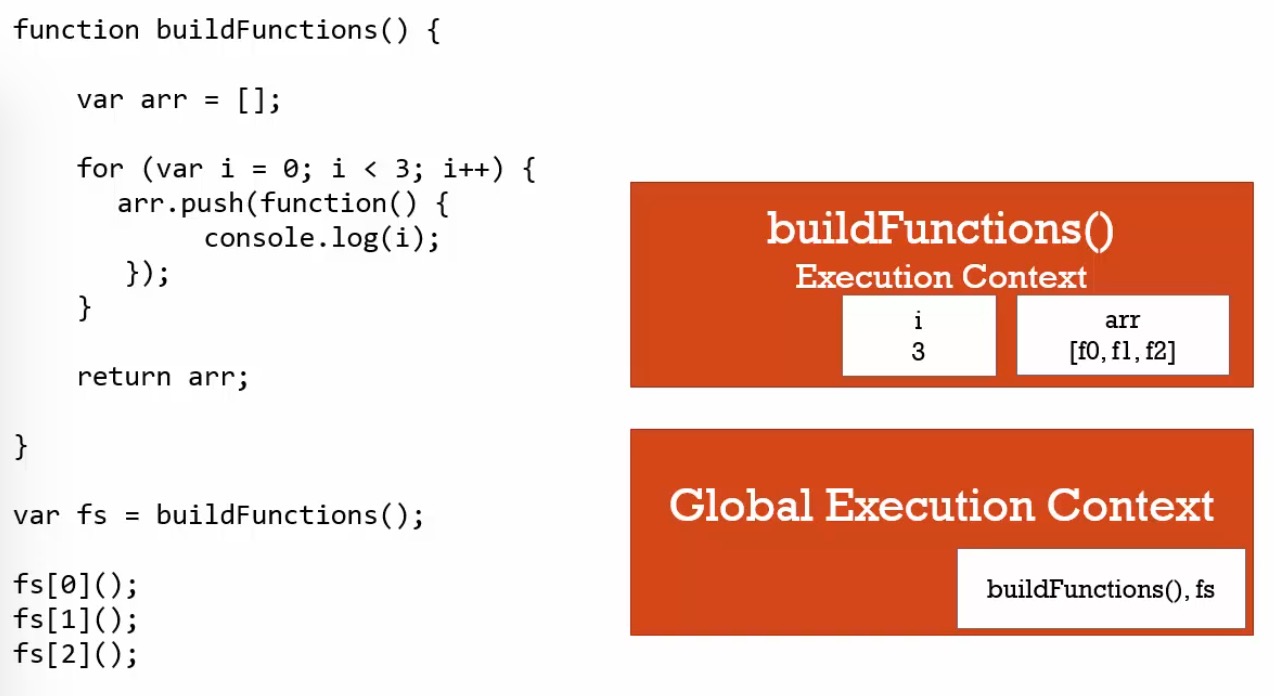 function buildFunctions() {
var arr = [];
for (var i = 0; i < 3; i++) {
arr.push(function() {
console.log(i);
});
}
return arr;
}
var fs = buildFunctions();
fs[0]();
fs[1]();
fs[2]();
buildFunctions()
Execution Context
i
3
arr
[f0, f1, f2]
Global Execution Context
buildFunctions(), fs